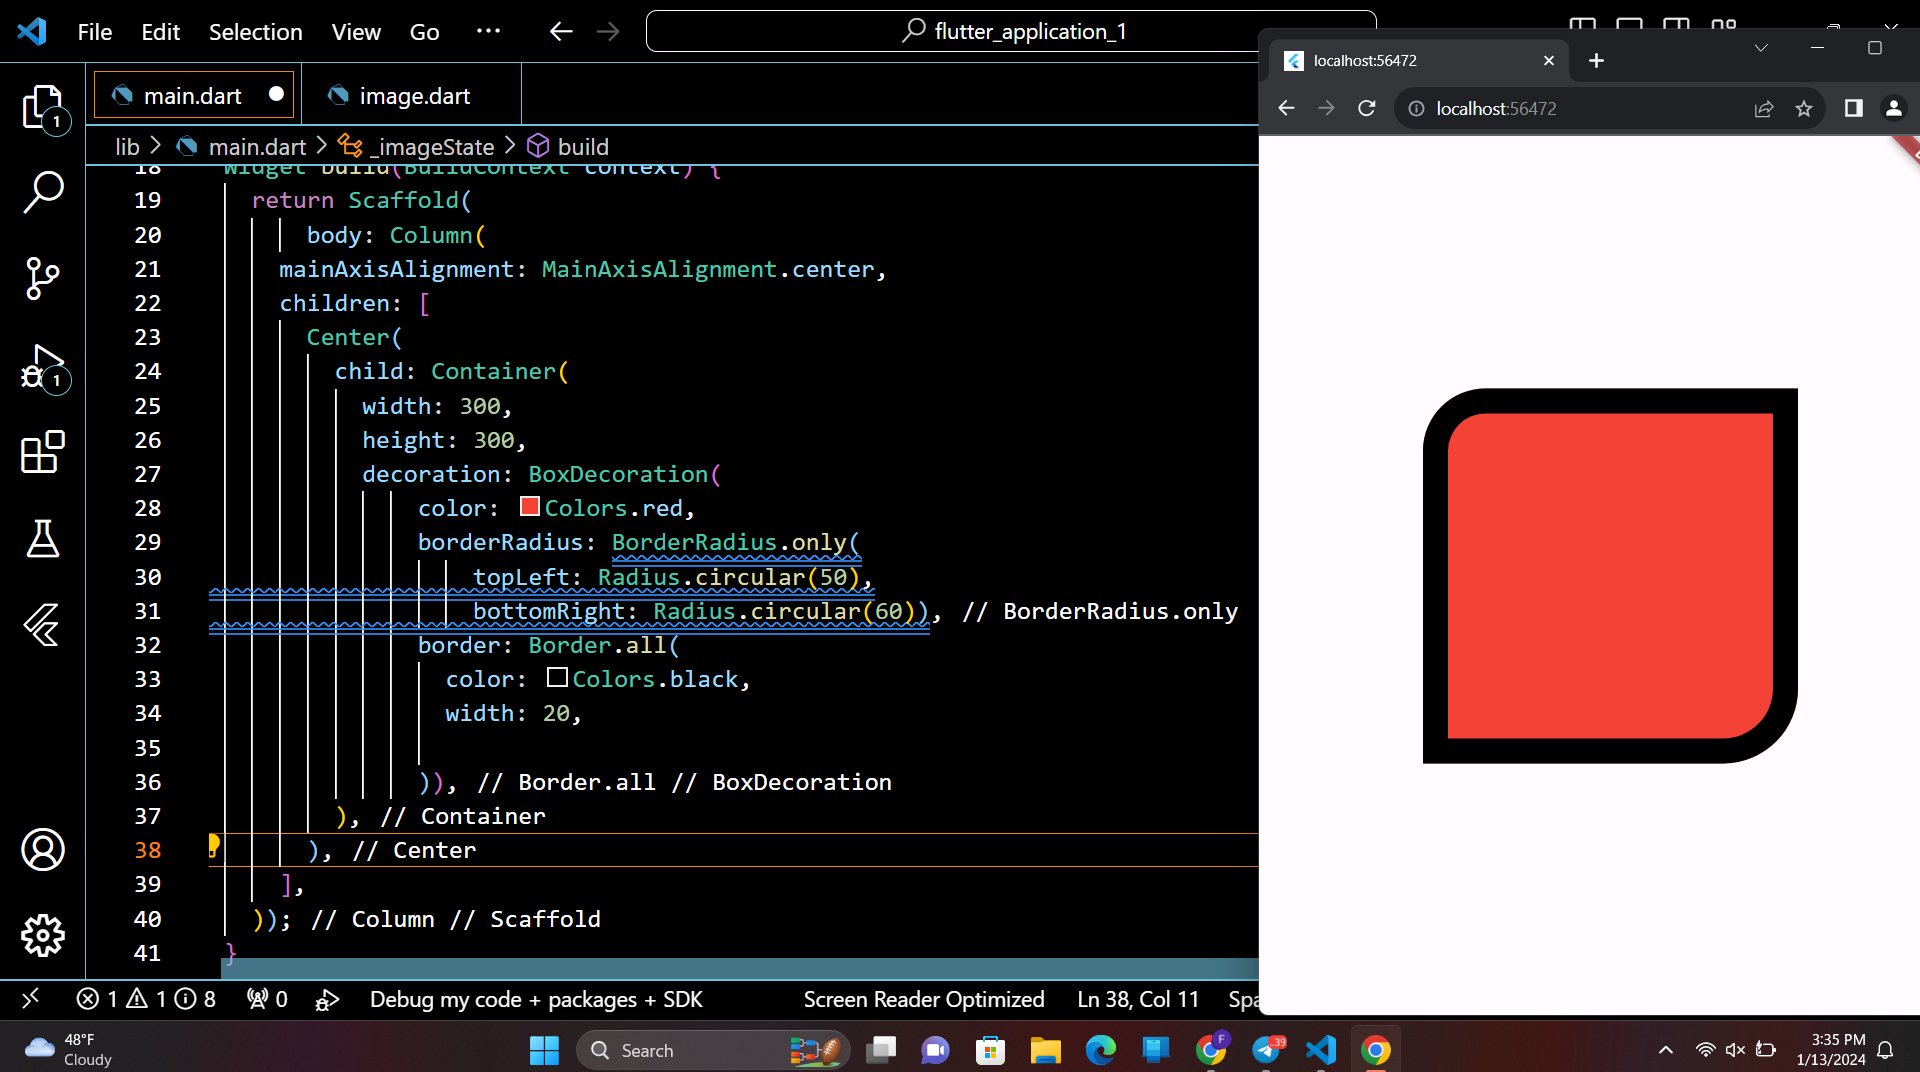 File Edit Selection View Go ··· flutter_application_1
localhost:56472
main.dart image.dart
localhost:56472
lib > main.dart > _imageState > build
18 Widget build(BuildContext context) {
19 return Scaffold(
20 body: Column(
21 mainAxisAlignment: MainAxisAlignment.center,
22 children: [
23 Center(
24 child: Container(
25 width: 300,
26 height: 300,
27 decoration: BoxDecoration(
28 color: Colors.red,
29 borderRadius: BorderRadius.only(
30 topLeft: Radius.circular(50),
31 bottomRight: Radius.circular(60)), // BorderRadius.only
32 border: Border.all(
33 color: Colors.black,
34 width: 20,
35
36 )), // Border.all // BoxDecoration
37 ), // Container
38 ), // Center
39 ],
40 )); // Column // Scaffold
41 }
1
1
1 1 8 0 Debug my code + packages + SDK Screen Reader Optimized Ln 38, Col 11 Spa
48°F
Cloudy
Search
F
39
3:35 PM
1/13/2024